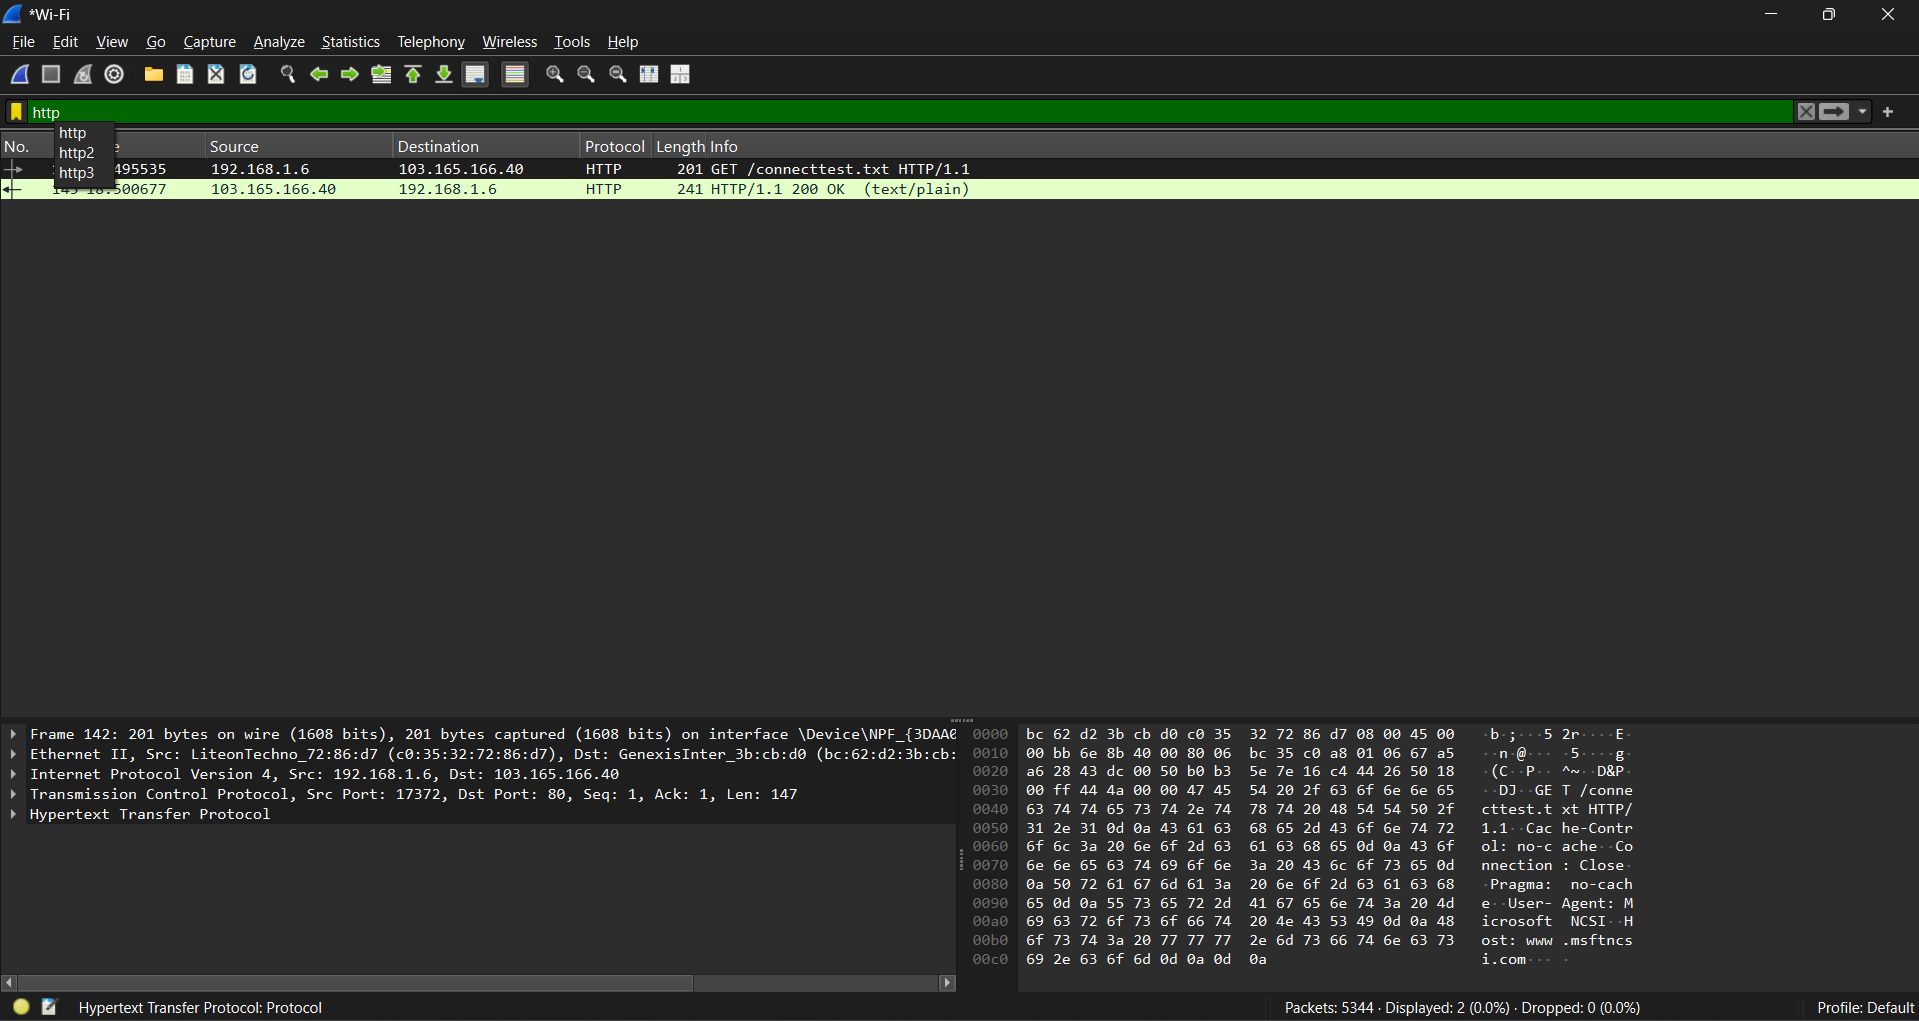 *Wi-Fi
File Edit View Go Capture Analyze Statistics Telephony Wireless Tools Help
http
http
http2
http3
No. Source Destination Protocol Length Info
495535 192.168.1.6 103.165.166.40 HTTP 201 GET /connecttest.txt HTTP/1.1
103.165.166.40 192.168.1.6 HTTP 241 HTTP/1.1 200 OK (text/plain)
Frame 142: 201 bytes on wire (1608 bits), 201 bytes captured (1608 bits) on interface \Device\NPF_{3DAA0
Ethernet II, Src: LiteonTechno_72:86:d7 (c0:35:32:72:86:d7), Dst: GenexisInter_3b:cb:d0 (bc:62:d2:3b:cb:
Internet Protocol Version 4, Src: 192.168.1.6, Dst: 103.165.166.40
Transmission Control Protocol, Src Port: 17372, Dst Port: 80, Seq: 1, Ack: 1, Len: 147
Hypertext Transfer Protocol
0000 bc 62 d2 3b cb d0 c0 35 32 72 86 d7 08 00 45 00 ·b·;···5 2r····E·
0010 00 bb 6e 8b 40 00 80 06 bc 35 c0 a8 01 06 67 a5 ··n·@··· ·5····g·
0020 a6 28 43 dc 00 50 b0 b3 5e 7e 16 c4 44 26 50 18 ·(C··P·· ^~··D&P·
0030 00 ff 44 4a 00 00 47 45 54 20 2f 63 6f 6e 6e 65 ··DJ··GE T /conne
0040 63 74 74 65 73 74 2e 74 78 74 20 48 54 54 50 2f cttest.t xt HTTP/
0050 31 2e 31 0d 0a 43 61 63 68 65 2d 43 6f 6e 74 72 1.1··Cac he-Contr
0060 6f 6c 3a 20 6e 6f 2d 63 61 63 68 65 0d 0a 43 6f ol: no-c ache··Co
0070 6e 6e 65 63 74 69 6f 6e 3a 20 43 6c 6f 73 65 0d nnection : Close·
0080 0a 50 72 61 67 6d 61 3a 20 6e 6f 2d 63 61 63 68 ·Pragma: no-cach
0090 65 0d 0a 55 73 65 72 2d 41 67 65 6e 74 3a 20 4d e··User- Agent: M
00a0 69 63 72 6f 73 6f 66 74 20 4e 43 53 49 0d 0a 48 icrosoft NCSI··H
00b0 6f 73 74 3a 20 77 77 77 2e 6d 73 66 74 6e 63 73 ost: www .msftncs
00c0 69 2e 63 6f 6d 0d 0a 0d 0a i.com··· ·
Hypertext Transfer Protocol: Protocol
Packets: 5344 · Displayed: 2 (0.0%) · Dropped: 0 (0.0%)
Profile: Default